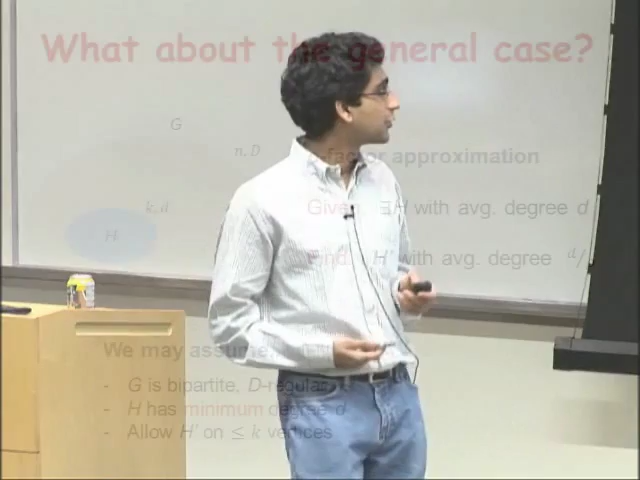 What about the general case?
G
n, D
-factor approximation
k, d
Given ∃H with avg. degree d
H
Find H' with avg. degree d/
We may assume
- G is bipartite, D-regular
- H has minimum degree d
- Allow H' on ≤ k vertices